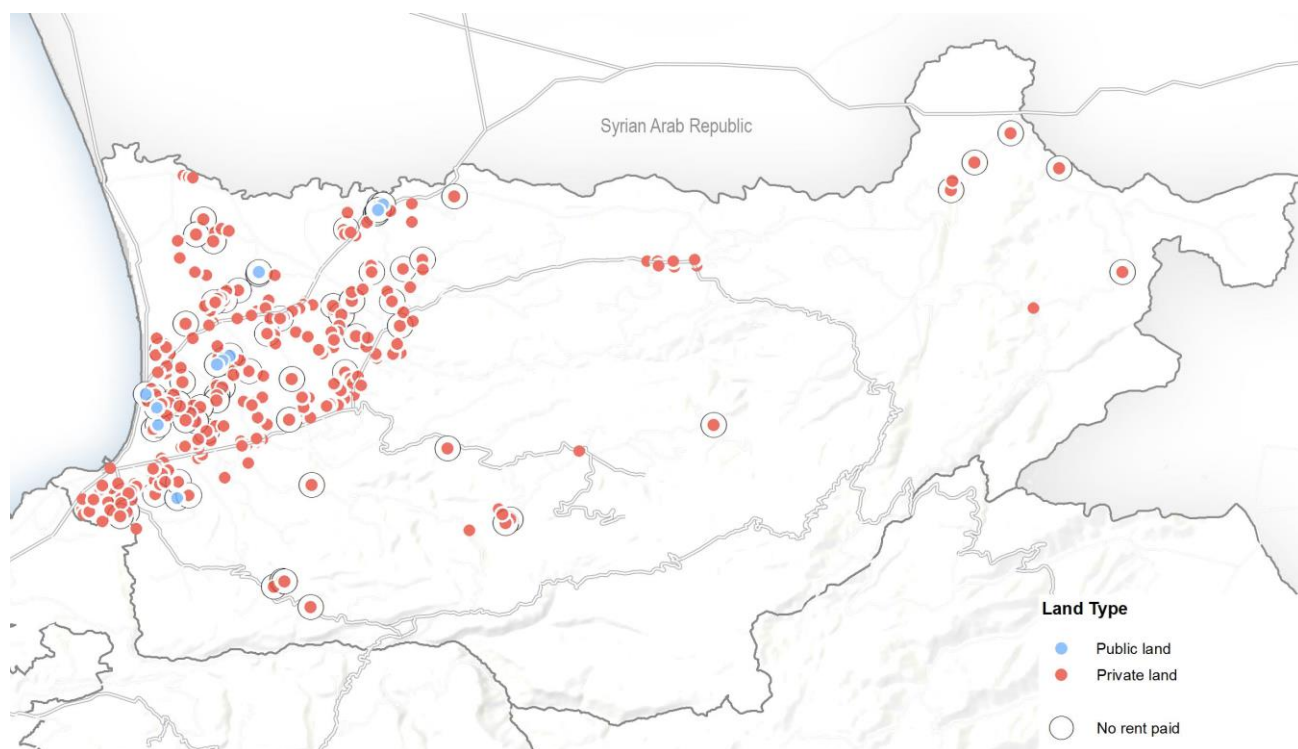 Syrian Arab Republic
Land Type
Public land
Private land
No rent paid